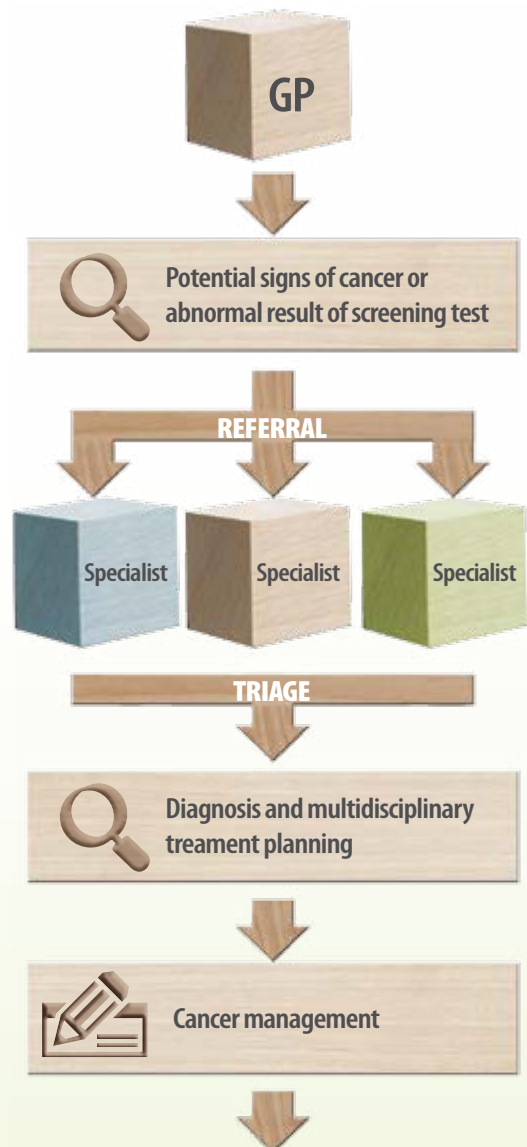 GP
Potential signs of cancer or
abnormal result of screening test
REFERRAL
Specialist
Specialist
Specialist
TRIAGE
Diagnosis and multidisciplinary
treament planning
Cancer management